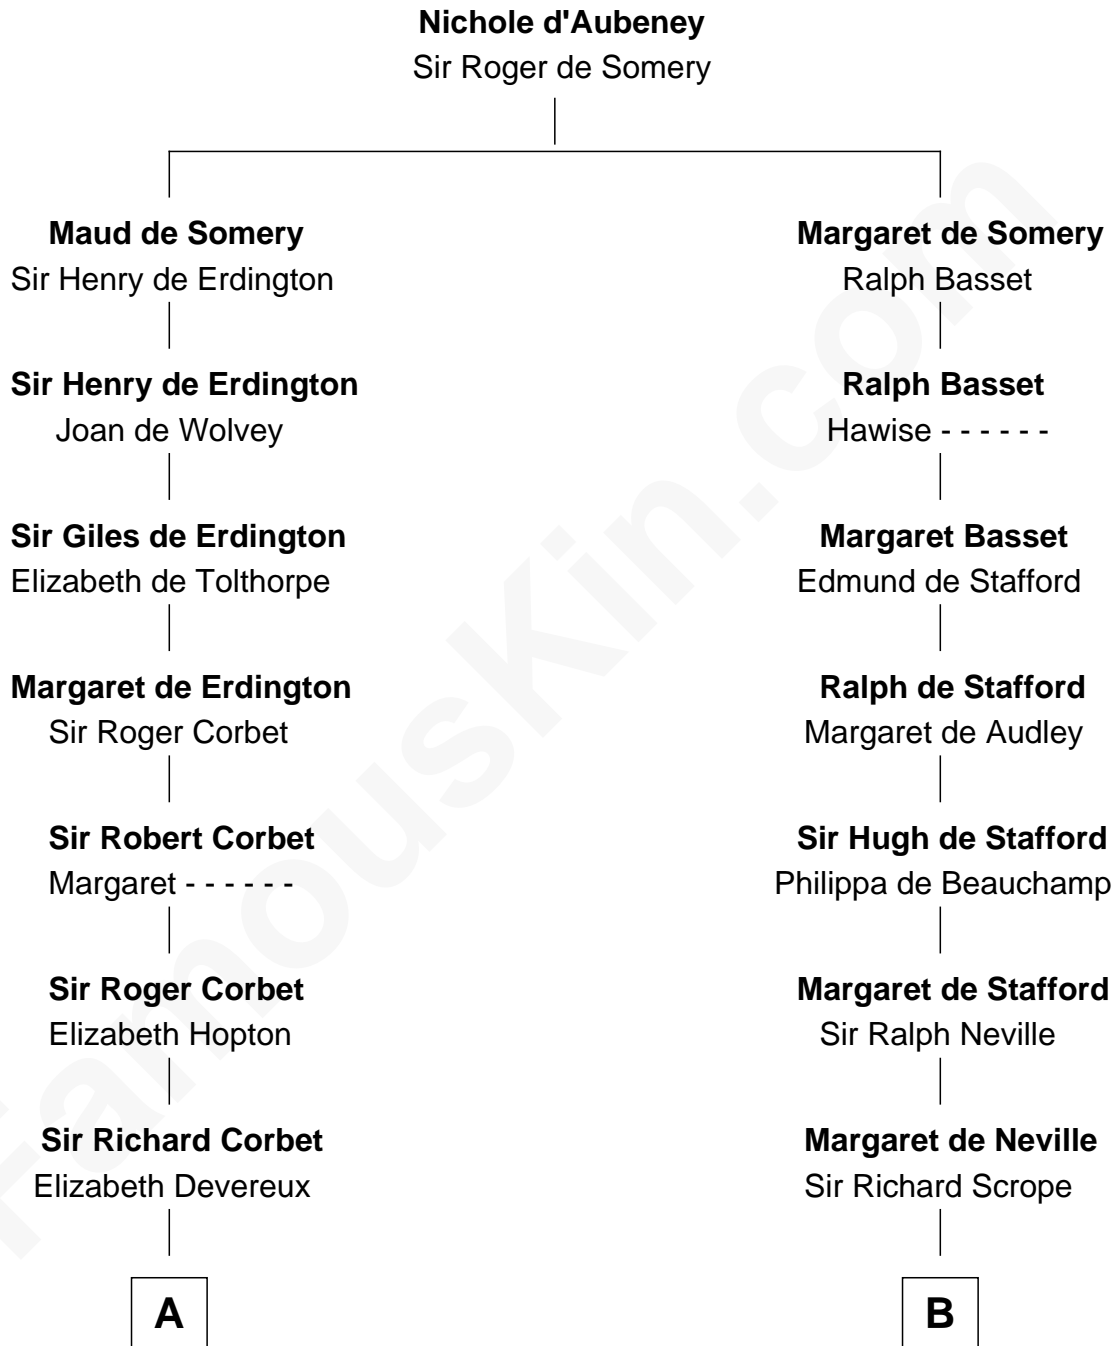 Nichole d'Aubeney
Sir Roger de Somery
Maud de Somery
Sir Henry de Erdington
Margaret de Somery
Ralph Basset
Sir Henry de Erdington
Joan de Wolvey
Ralph Basset
Hawise - - - - - -
Sir Giles de Erdington
Elizabeth de Tolthorpe
Margaret Basset
Edmund de Stafford
Margaret de Erdington
Sir Roger Corbet
Ralph de Stafford
Margaret de Audley
Sir Robert Corbet
Margaret - - - - - -
Sir Hugh de Stafford
Philippa de Beauchamp
Sir Roger Corbet
Elizabeth Hopton
Margaret de Stafford
Sir Ralph Neville
Sir Richard Corbet
Elizabeth Devereux
Margaret de Neville
Sir Richard Scrope
A
B
FamousKin.com